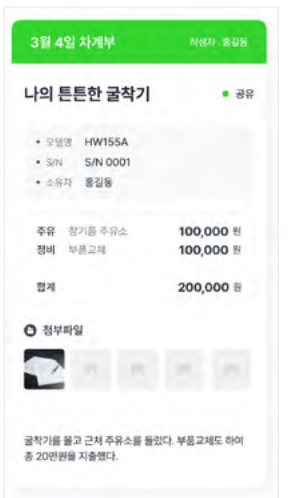 3월 4일 차계부
작성자 : 홍길동
나의 튼튼한 굴착기
공유
• 모델명 HW155A
• S/N S/N 0001
• 소유자 홍길동
주유 참기름 주유소 100,000 원
정비 부품교체 100,000 원
합계 200,000 원
첨부파일
굴착기를 몰고 근처 주유소를 들렀다. 부품교체도 하여
총 20만원을 지출했다.